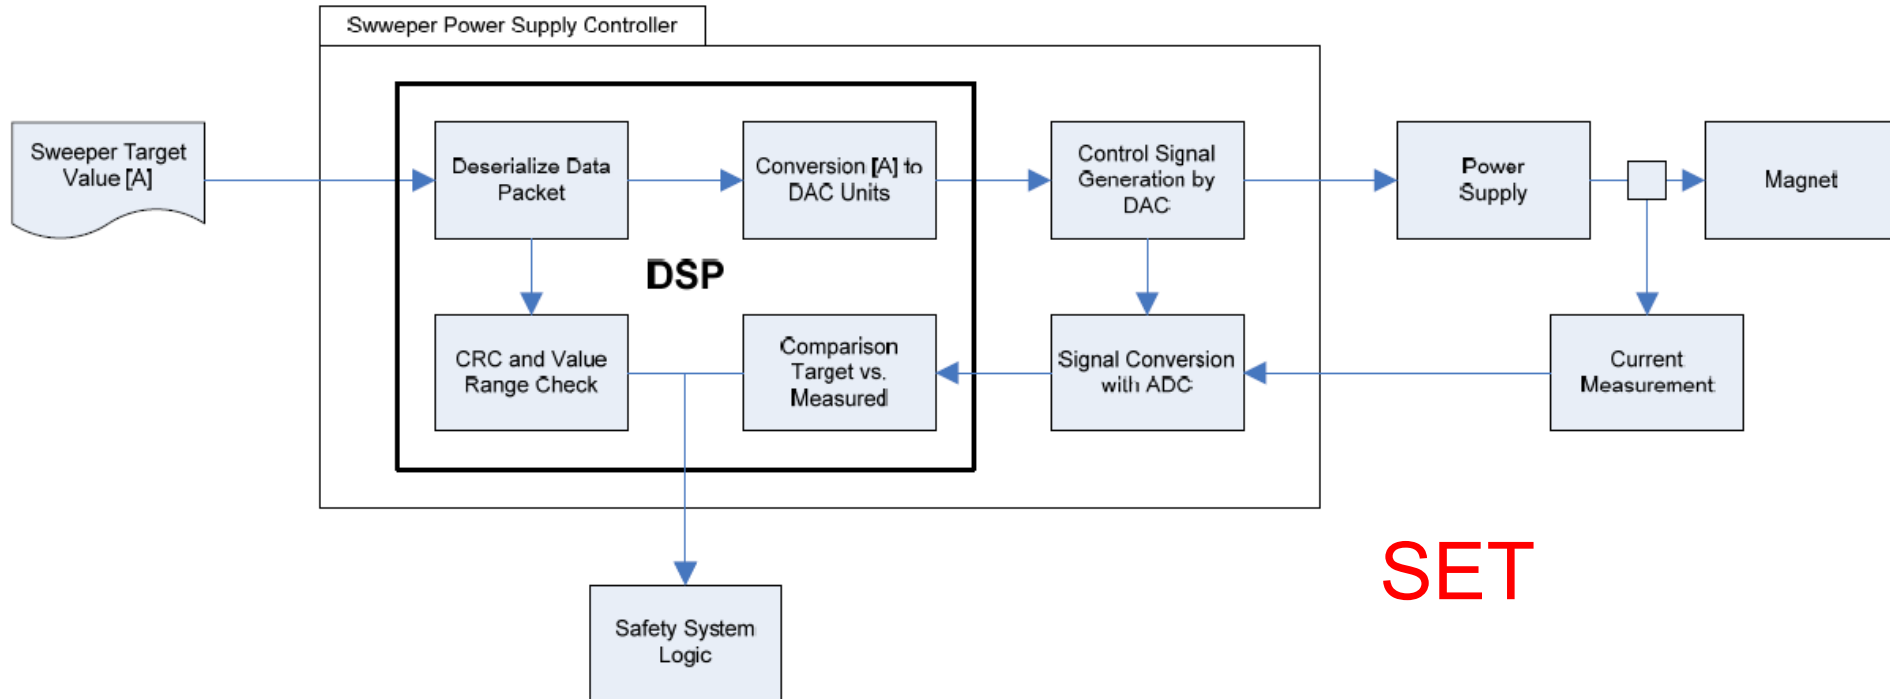 Swweper Power Supply Controller
Sweeper Target
Value [A]
Deserialize Data
Packet
Conversion [A] to
DAC Units
Control Signal
Generation by
DAC
Power
Supply
Magnet
DSP
CRC and Value
Range Check
Comparison
Target vs.
Measured
Signal Conversion
with ADC
Current
Measurement
SET
Safety System
Logic